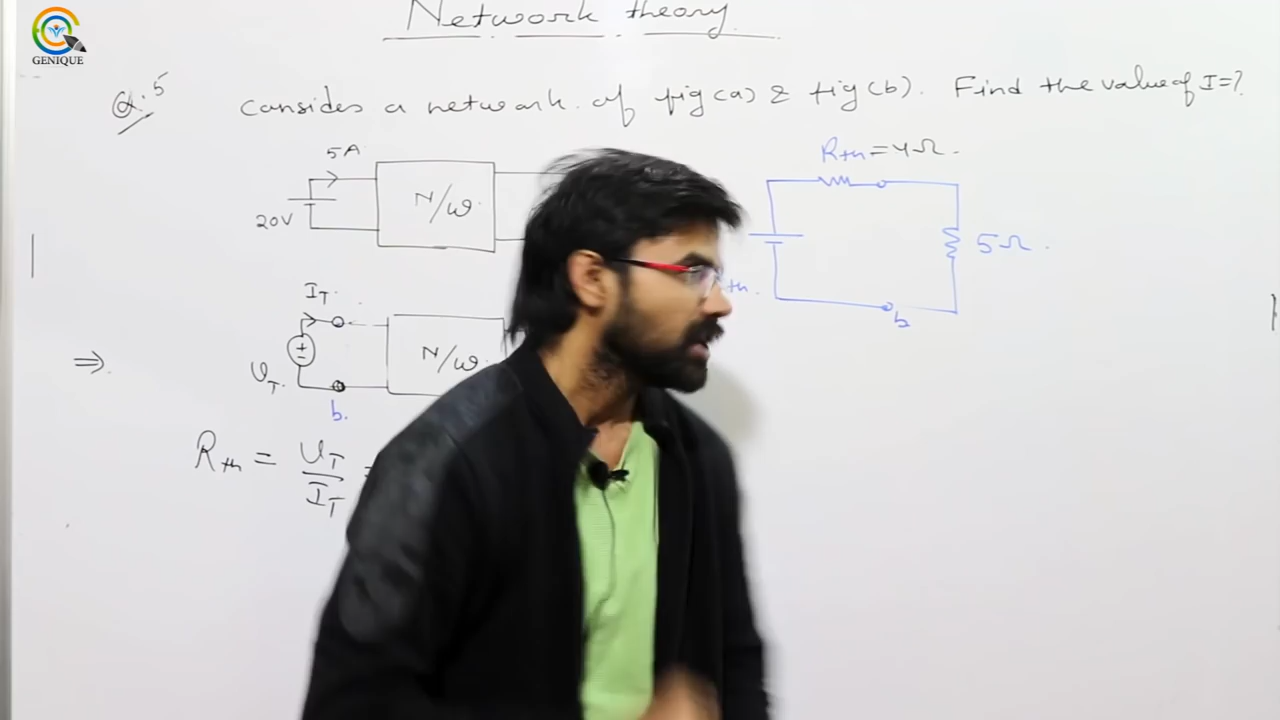 GENIQUE
Network theory
Q.5 Consider a network of fig(a) & fig(b). Find the value of I=?
5A
20V
N/W
Rth=4Ω
5Ω
th
b
IT
VT
N/W
b
Rth = VT/IT =